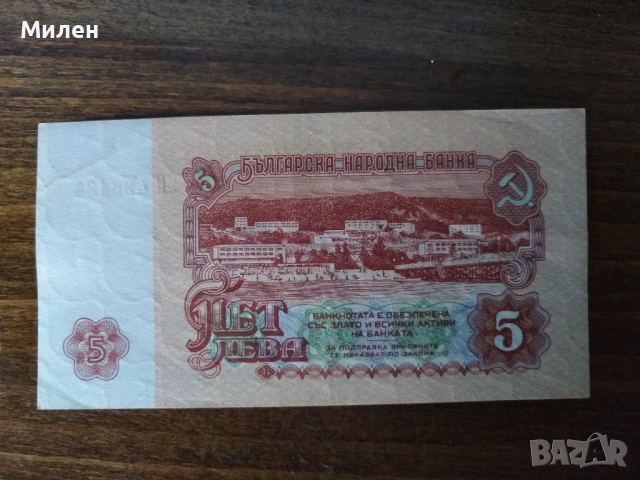 Милен
БЪЛГАРСКА НАРОДНА БАНКА
5
ПЕТ
ЛЕВА
БАНКНОТАТА Е ОБЕЗПЕЧЕНА
СЪС ЗЛАТО И ВСИЧКИ АКТИВИ
НА БАНКАТА
ЗА ПОДПРАВКА ВИНОВНИТЕ
СЕ НАКАЗВАТ ПО ЗАКОНА
5
5
BAZAR